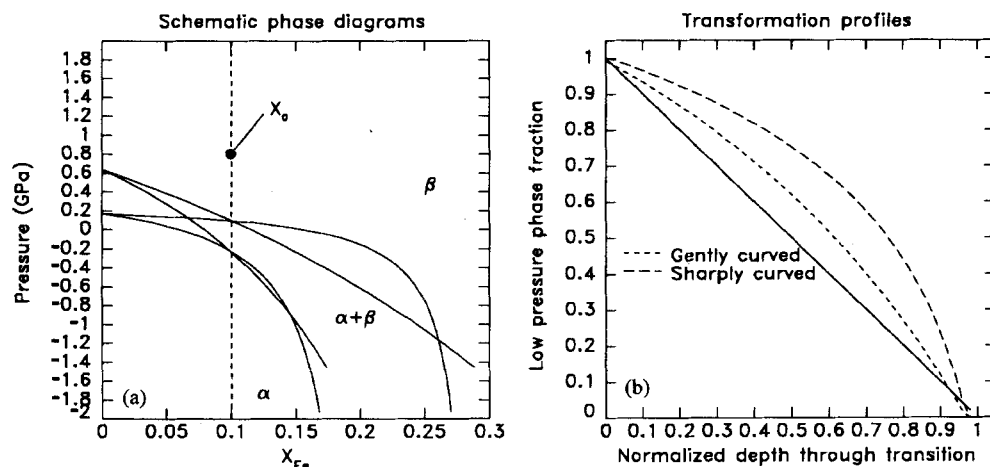 Schematic phase diagrams
1.8
1.6
1.4
1.2
1
0.8
0.6
0.4
0.2
0
-0.2
-0.4
-0.6
-0.8
-1
-1.2
-1.4
-1.6
-1.8
-2
Pressure (GPa)
X₀
β
α+β
α
(a)
0 0.05 0.1 0.15 0.2 0.25 0.3
X_Fe
Transformation profiles
1
0.9
0.8
0.7
0.6
0.5
0.4
0.3
0.2
0.1
0
Low pressure phase fraction
Gently curved
Sharply curved
(b)
0 0.1 0.2 0.3 0.4 0.5 0.6 0.7 0.8 0.9 1
Normalized depth through transition